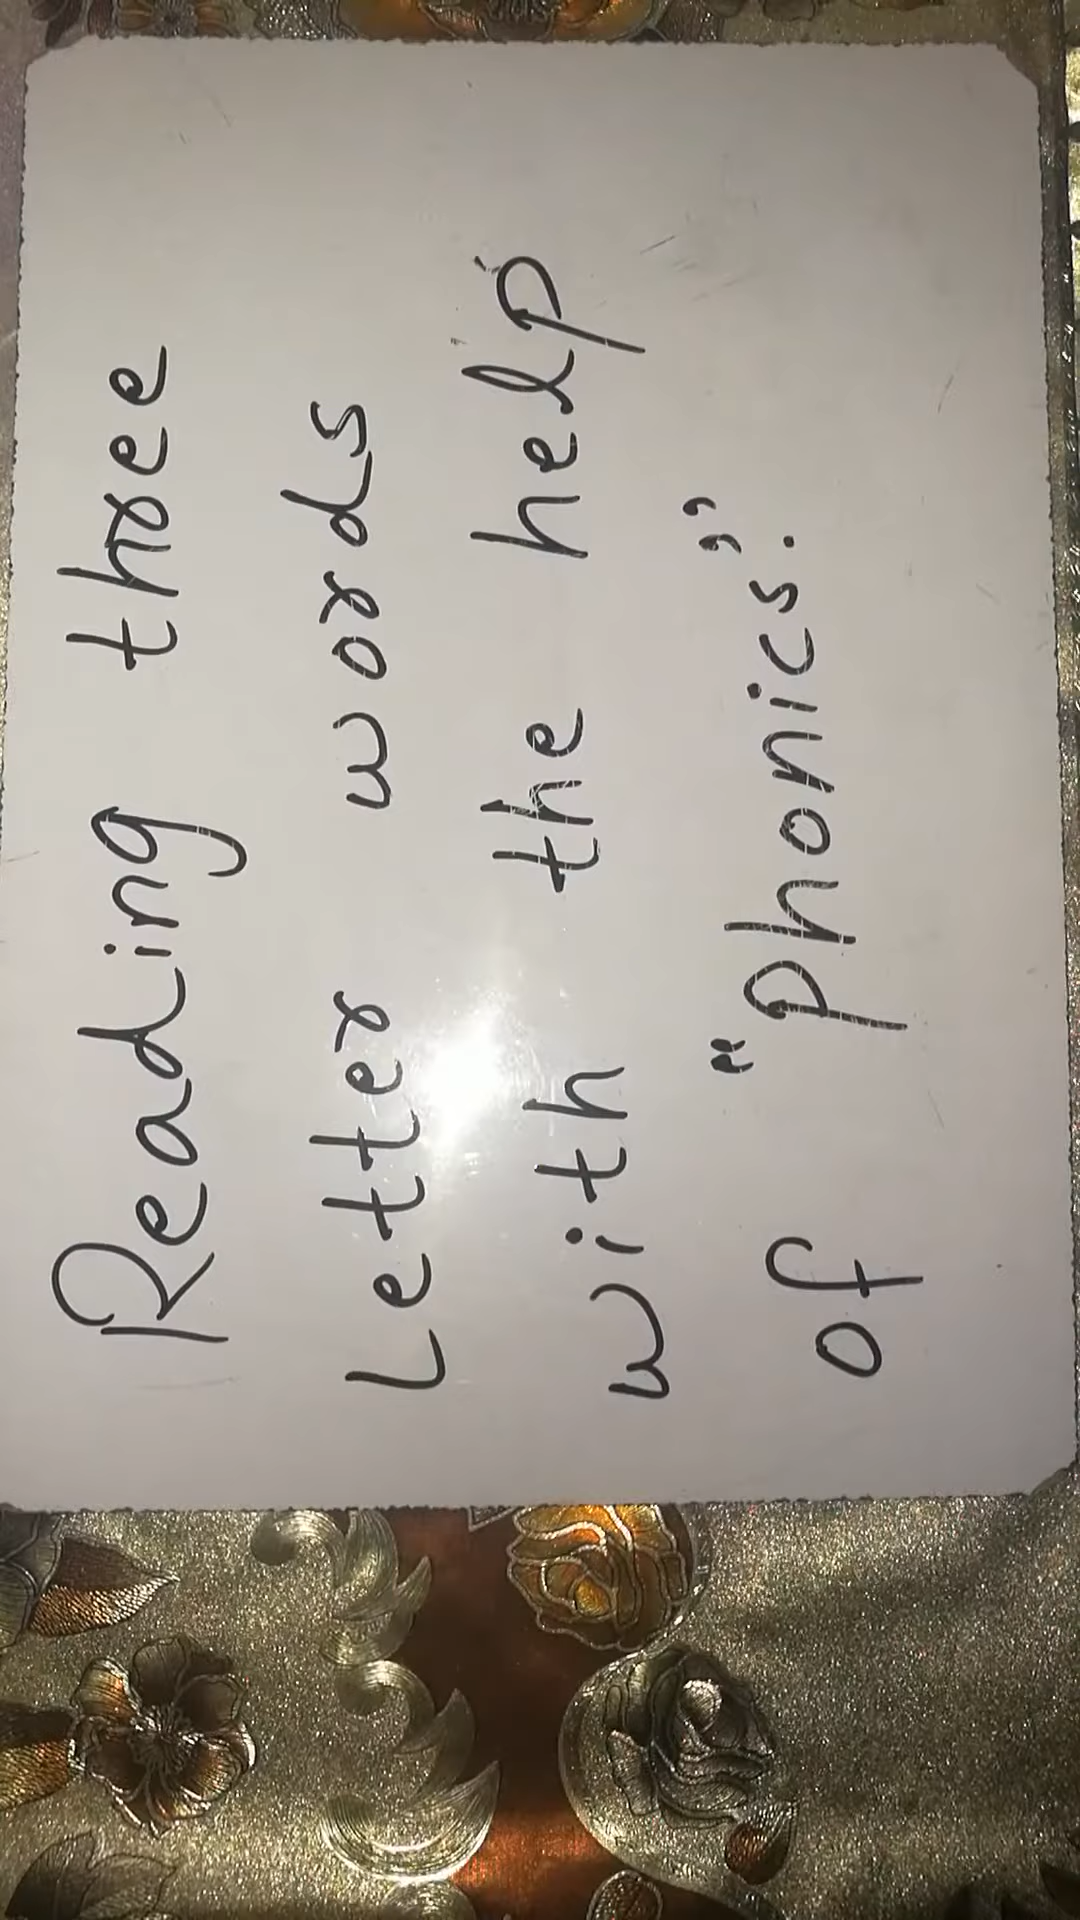 Reading three
Letter words
with the help
of "phonics".